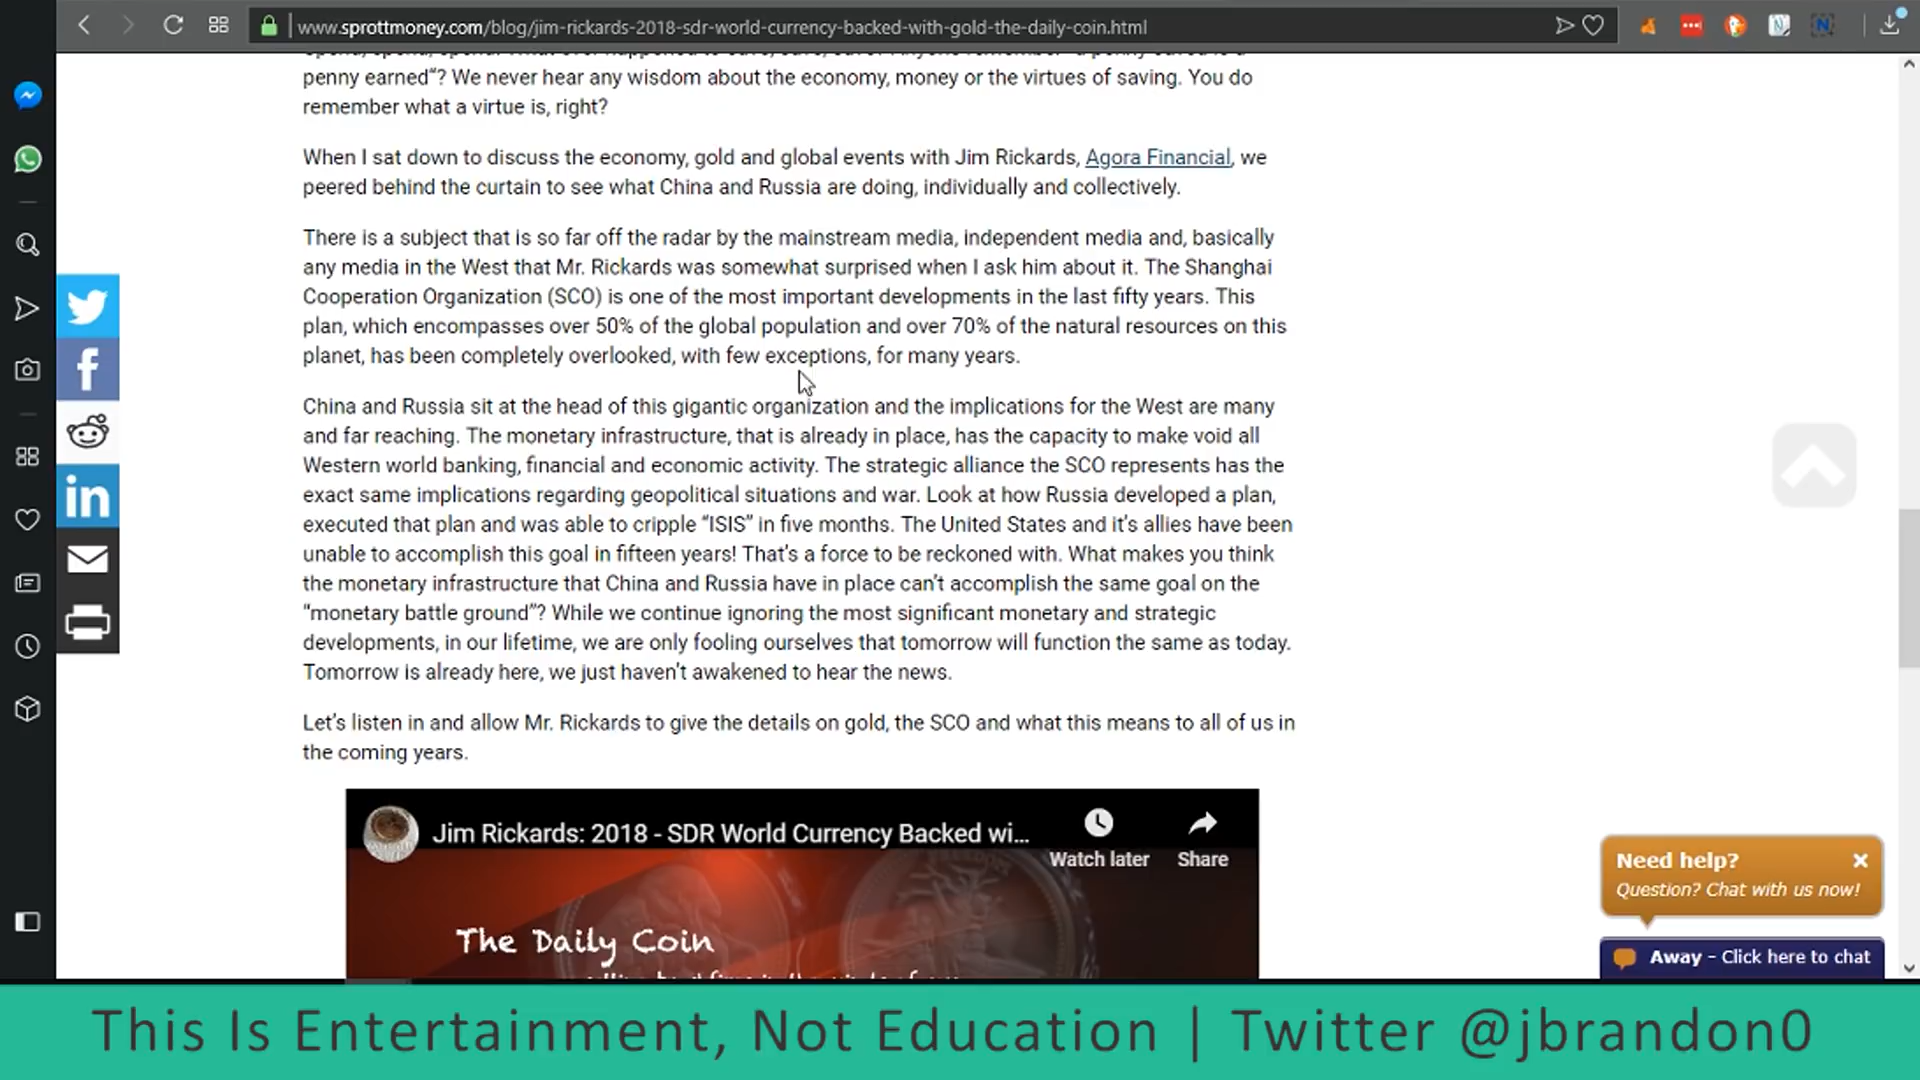 www.sprottmoney.com/blog/jim-rickards-2018-sdr-world-currency-backed-with-gold-the-daily-coin.html
penny earned“? We never hear any wisdom about the economy, money or the virtues of saving. You do
remember what a virtue is, right?
When I sat down to discuss the economy, gold and global events with Jim Rickards, Agora Financial, we
peered behind the curtain to see what China and Russia are doing, individually and collectively.
There is a subject that is so far off the radar by the mainstream media, independent media and, basically
any media in the West that Mr. Rickards was somewhat surprised when I ask him about it. The Shanghai
Cooperation Organization (SCO) is one of the most important developments in the last fifty years. This
plan, which encompasses over 50% of the global population and over 70% of the natural resources on this
planet, has been completely overlooked, with few exceptions, for many years.
China and Russia sit at the head of this gigantic organization and the implications for the West are many
and far reaching. The monetary infrastructure, that is already in place, has the capacity to make void all
Western world banking, financial and economic activity. The strategic alliance the SCO represents has the
exact same implications regarding geopolitical situations and war. Look at how Russia developed a plan,
executed that plan and was able to cripple “ISIS” in five months. The United States and it’s allies have been
unable to accomplish this goal in fifteen years! That’s a force to be reckoned with. What makes you think
the monetary infrastructure that China and Russia have in place can’t accomplish the same goal on the
“monetary battle ground”? While we continue ignoring the most significant monetary and strategic
developments, in our lifetime, we are only fooling ourselves that tomorrow will function the same as today.
Tomorrow is already here, we just haven’t awakened to hear the news.
Let’s listen in and allow Mr. Rickards to give the details on gold, the SCO and what this means to all of us in
the coming years.
Jim Rickards: 2018 - SDR World Currency Backed wi...
Watch later
Share
The Daily Coin
Need help?
Question? Chat with us now!
Away - Click here to chat
This Is Entertainment, Not Education | Twitter @jbrandon0